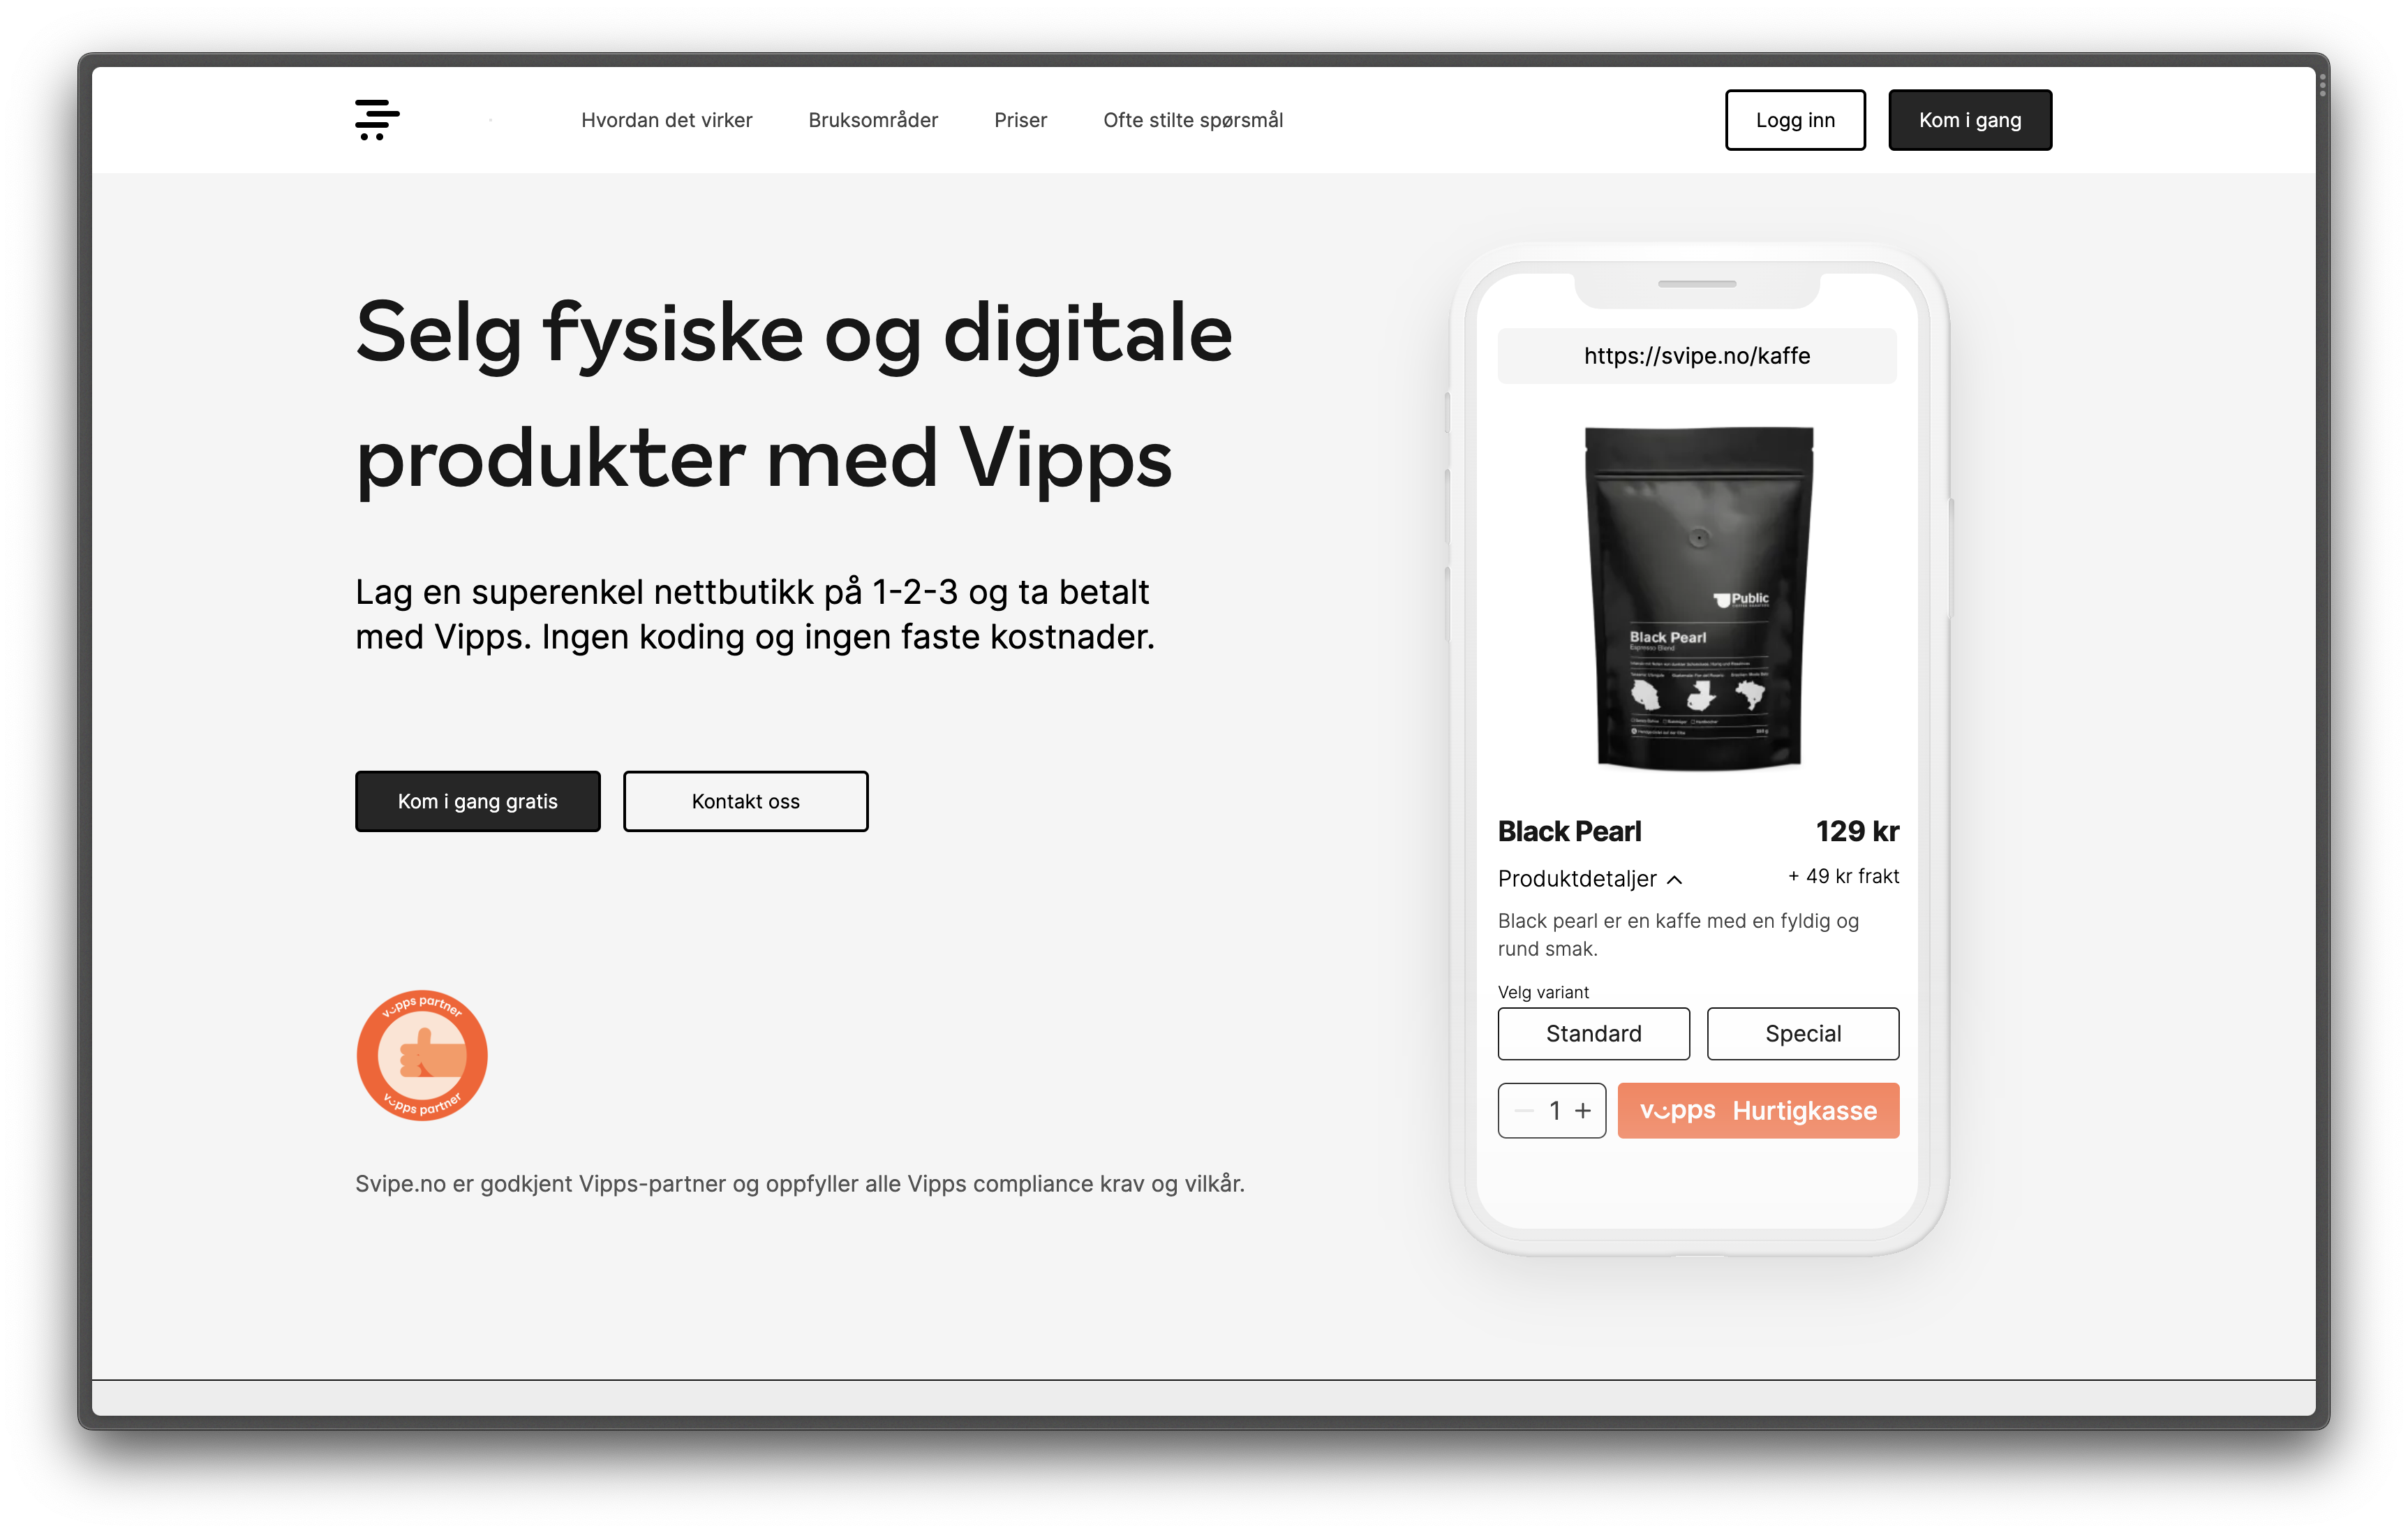 Hvordan det virker
Bruksområder
Priser
Ofte stilte spørsmål
Logg inn
Kom i gang
Selg fysiske og digitale
produkter med Vipps
Lag en superenkel nettbutikk på 1-2-3 og ta betalt
med Vipps. Ingen koding og ingen faste kostnader.
Kom i gang gratis
Kontakt oss
vipps partner
vipps partner
Svipe.no er godkjent Vipps-partner og oppfyller alle Vipps compliance krav og vilkår.
https://svipe.no/kaffe
Public
Black Pearl
Espresso Blend
Black Pearl
129 kr
Produktdetaljer
+ 49 kr frakt
Black pearl er en kaffe med en fyldig og
rund smak.
Velg variant
Standard
Special
1
vipps Hurtigkasse